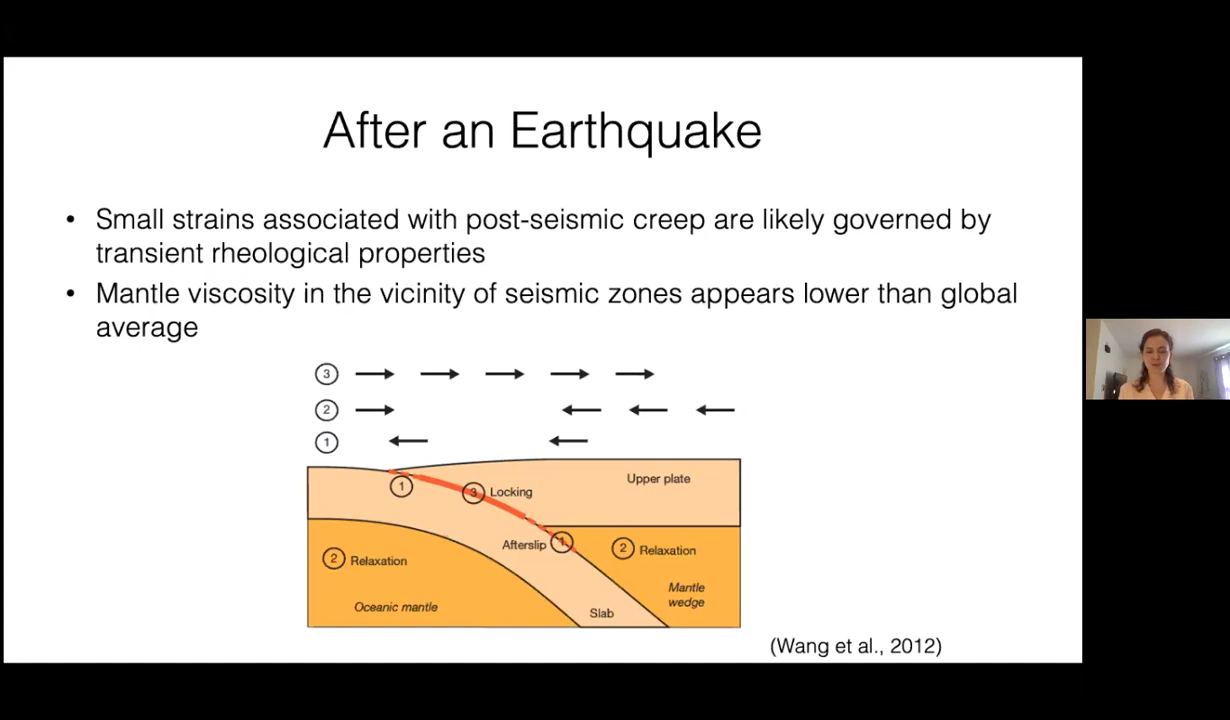 After an Earthquake
• Small strains associated with post-seismic creep are likely governed by
transient rheological properties
• Mantle viscosity in the vicinity of seismic zones appears lower than global
average
3
2
1
Upper plate
1
3 Locking
Afterslip 1
2 Relaxation
2 Relaxation
Mantle
wedge
Oceanic mantle
Slab
(Wang et al., 2012)